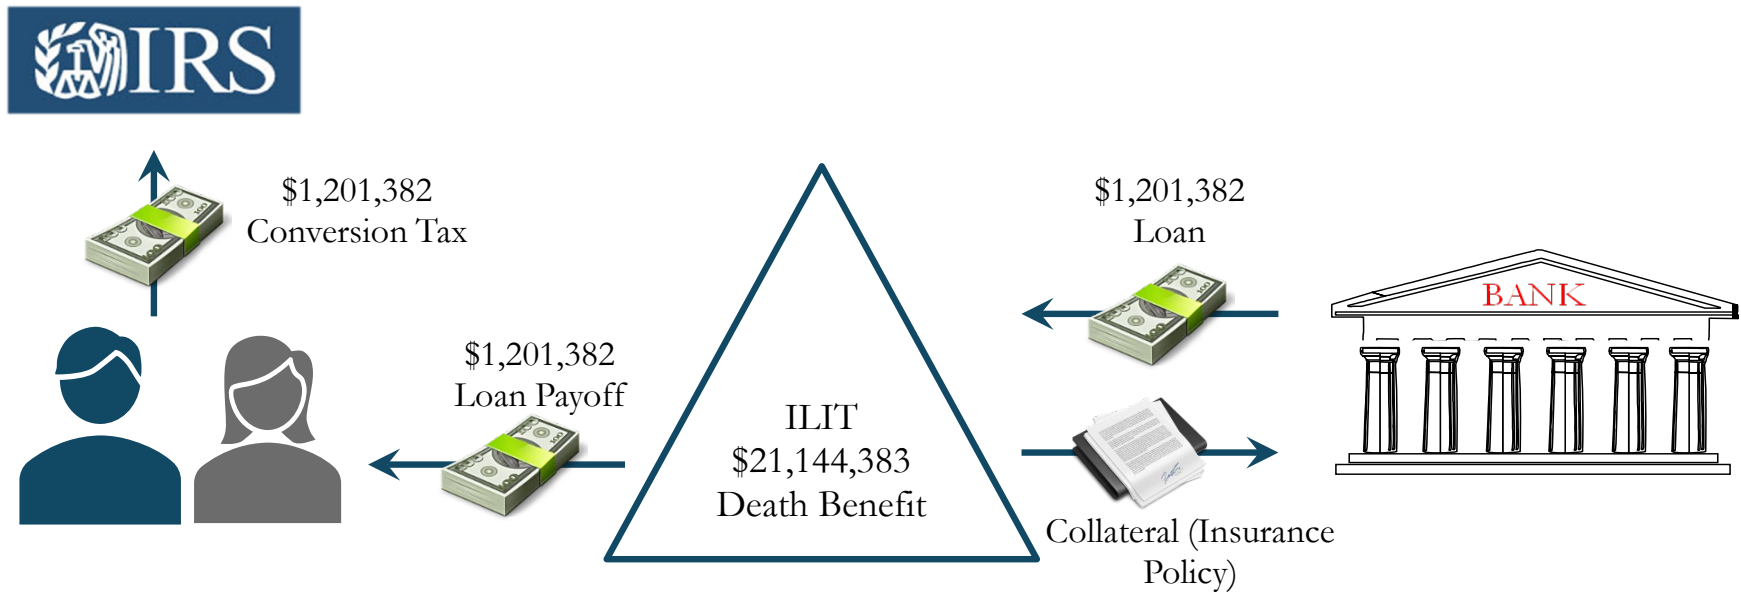 IRS
$1,201,382
Conversion Tax
$1,201,382
Loan
BANK
$1,201,382
Loan Payoff
ILIT
$21,144,383
Death Benefit
Collateral (Insurance
Policy)